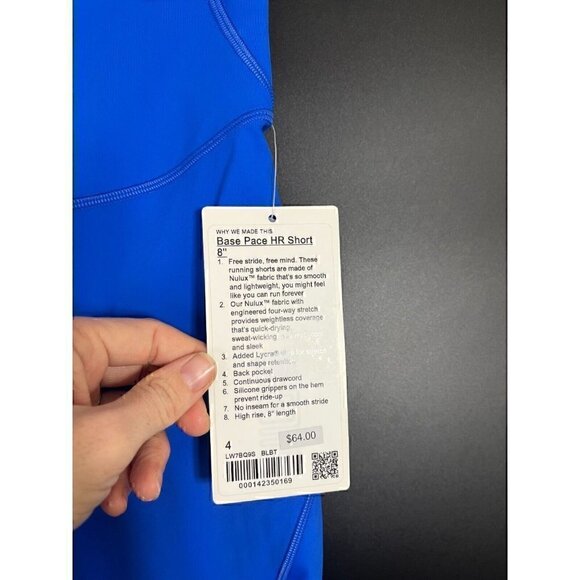 WHY WE MADE THIS
Base Pace HR Short
8"
1. Free stride, free mind. These
running shorts are made of
Nulux™ fabric that's so smooth
and lightweight, you might feel
like you can run forever
2. Our Nulux™ fabric with
engineered four-way stretch
provides weightless coverage
that's quick-drying,
sweat-wicking
and sleek
3. Added Lycra® for stretch
and shape retention
4. Back pocket
5. Continuous drawcord
6. Silicone grippers on the hem
prevent ride-up
7. No inseam for a smooth stride
8. High rise, 8" length
4
$64.00
LW7BQ9S BLBT
000142350169